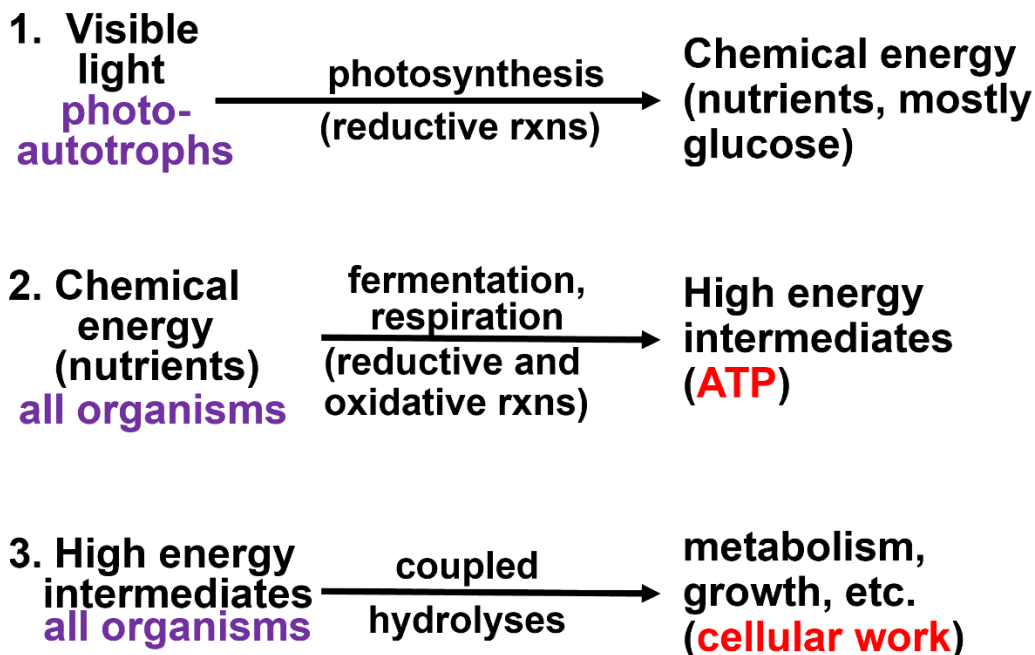 1. Visible
light
photo-
autotrophs
photosynthesis
(reductive rxns)
Chemical energy
(nutrients, mostly
glucose)
2. Chemical
energy
(nutrients)
all organisms
fermentation,
respiration
(reductive and
oxidative rxns)
High energy
intermediates
(ATP)
3. High energy
intermediates
all organisms
coupled
hydrolyses
metabolism,
growth, etc.
(cellular work)